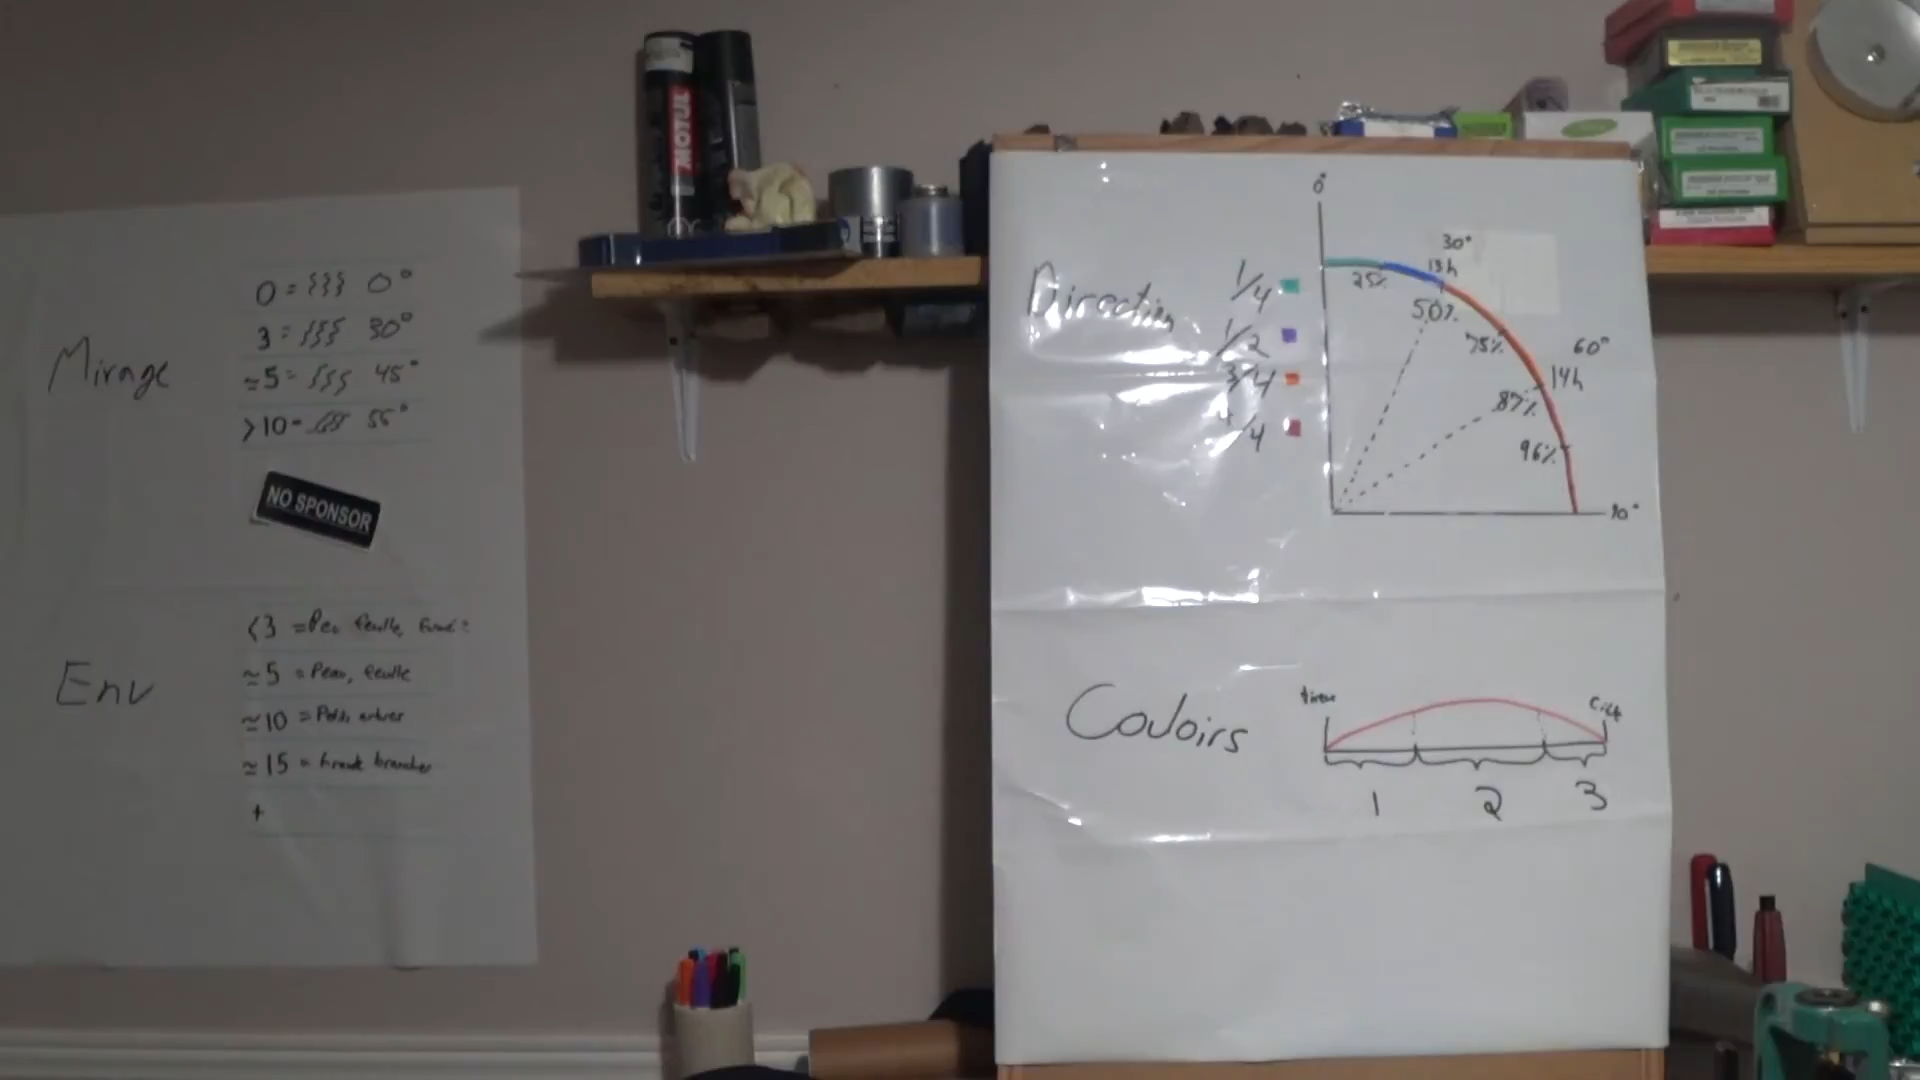 Mirage
0 = }}} 0°
3 = }}} 30°
≃5 = }}} 45°
>10 = 55°
NO SPONSOR
Env
<3 = Peu feuille,
≃5 = Peau, feuille
≃10 = Petits arbres
≃15 = branches
+
MOTUL
Direction
1/4
1/2
3/4
4/4
0°
30°
13h
25%
50%
75%
60°
14h
87%
96%
90°
Couloirs
tireur
Cible
1 2 3